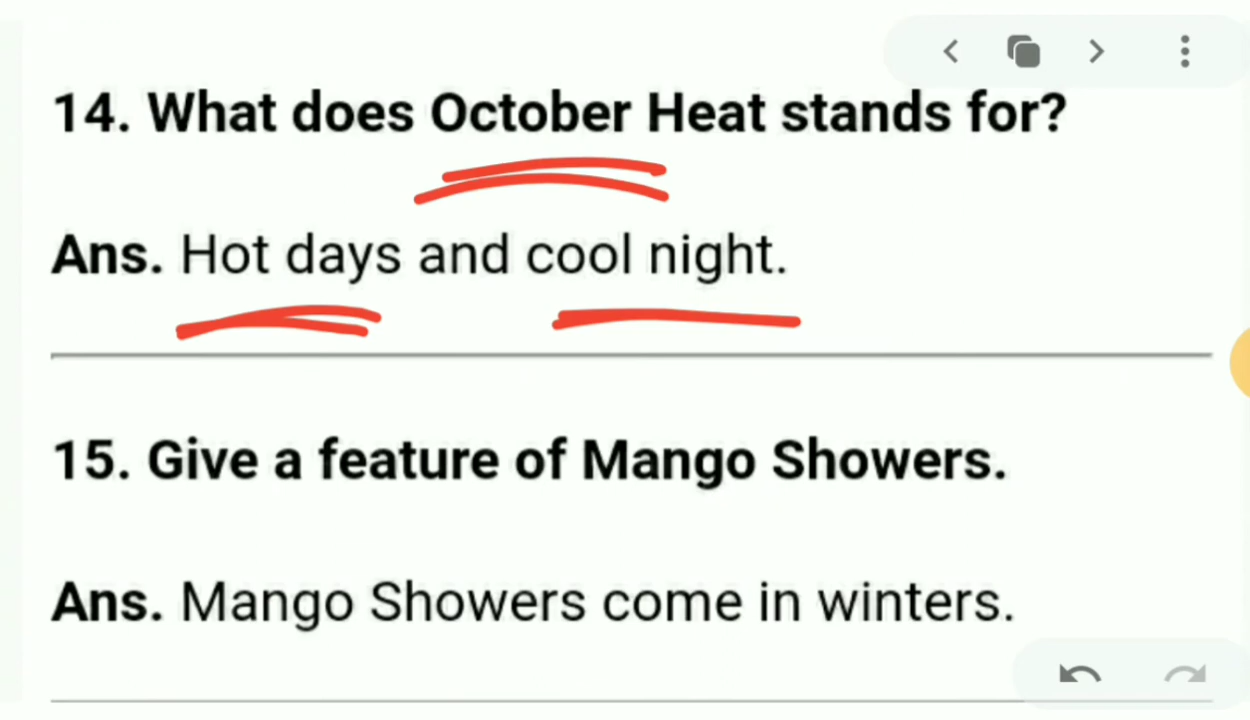 14. What does October Heat stands for?
Ans. Hot days and cool night.
15. Give a feature of Mango Showers.
Ans. Mango Showers come in winters.